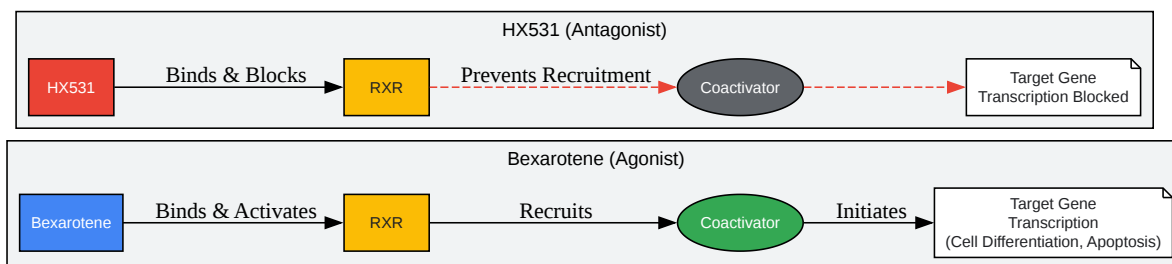 HX531 (Antagonist)
HX531
Binds & Blocks
RXR
Prevents Recruitment
Coactivator
Target Gene
Transcription Blocked
Bexarotene (Agonist)
Bexarotene
Binds & Activates
RXR
Recruits
Coactivator
Initiates
Target Gene
Transcription
(Cell Differentiation, Apoptosis)